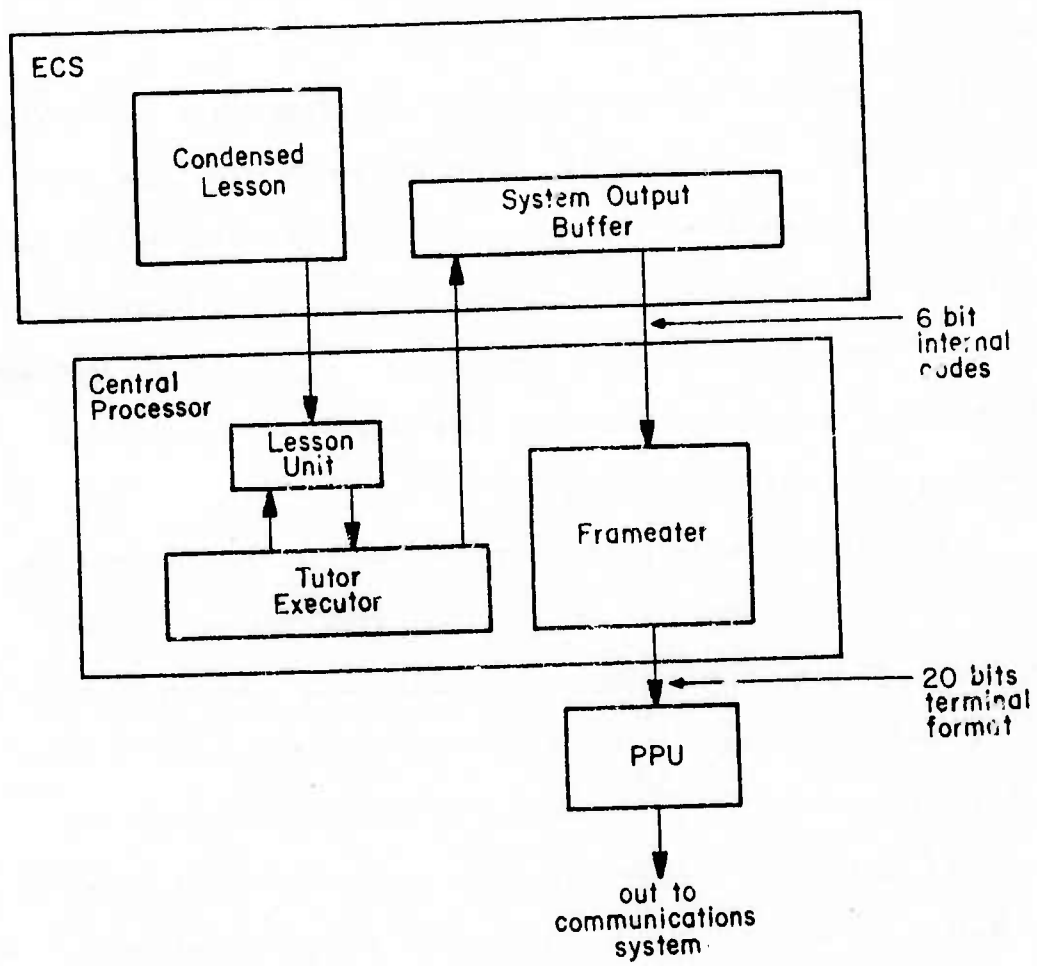 ECS
Condensed
Lesson
System Output
Buffer
6 bit
internal
codes
Central
Processor
Lesson
Unit
Frameater
Tutor
Executor
20 bits
terminal
format
PPU
out to
communications
system